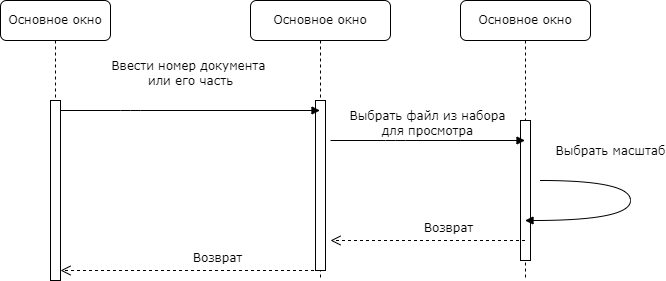 Основное окно
Основное окно
Основное окно
Ввести номер документа
или его часть
Выбрать файл из набора
для просмотра
Выбрать масштаб
Возврат
Возврат